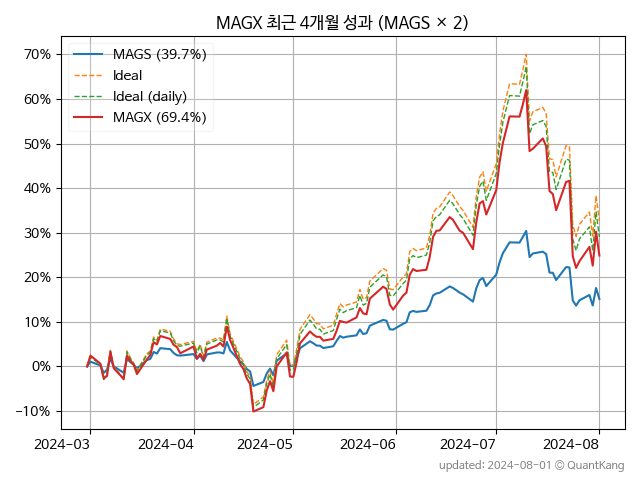 MAGX 최근 4개월 성과 (MAGS × 2)
MAGS (39.7%)
Ideal
Ideal (daily)
MAGX (69.4%)
70%
60%
50%
40%
30%
20%
10%
0%
−10%
2024-03
2024-04
2024-05
2024-06
2024-07
2024-08
updated: 2024-08-01 © QuantKang